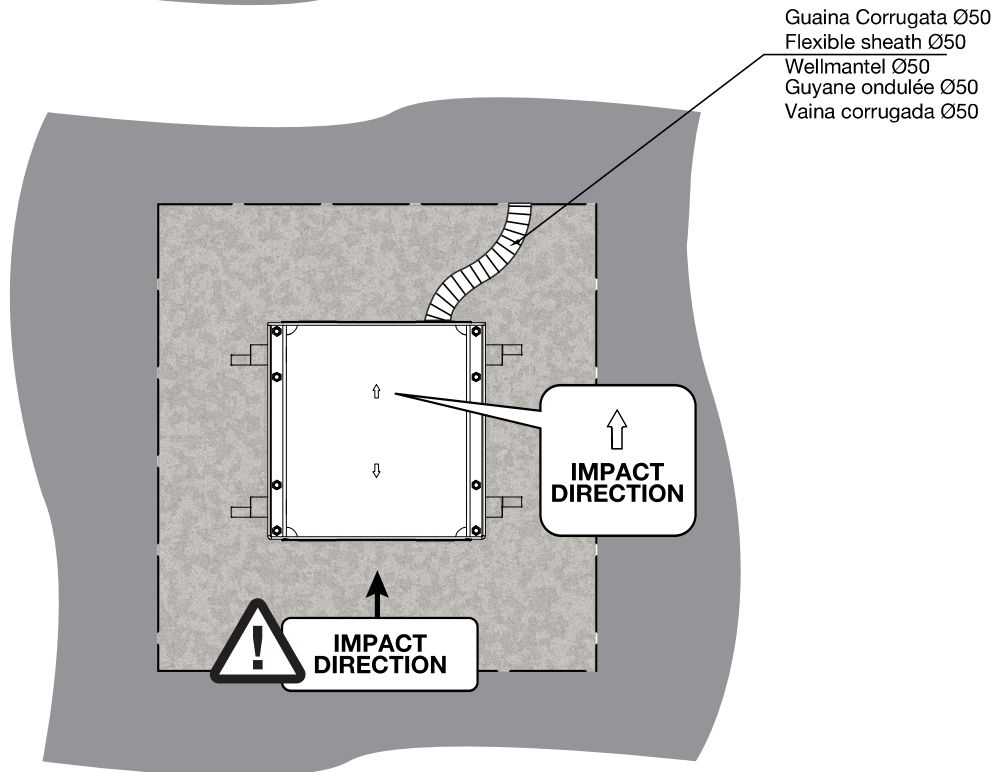 Guaina Corrugata Ø50
Flexible sheath Ø50
Wellmantel Ø50
Guyane ondulée Ø50
Vaina corrugada Ø50
IMPACT
DIRECTION
!
IMPACT
DIRECTION